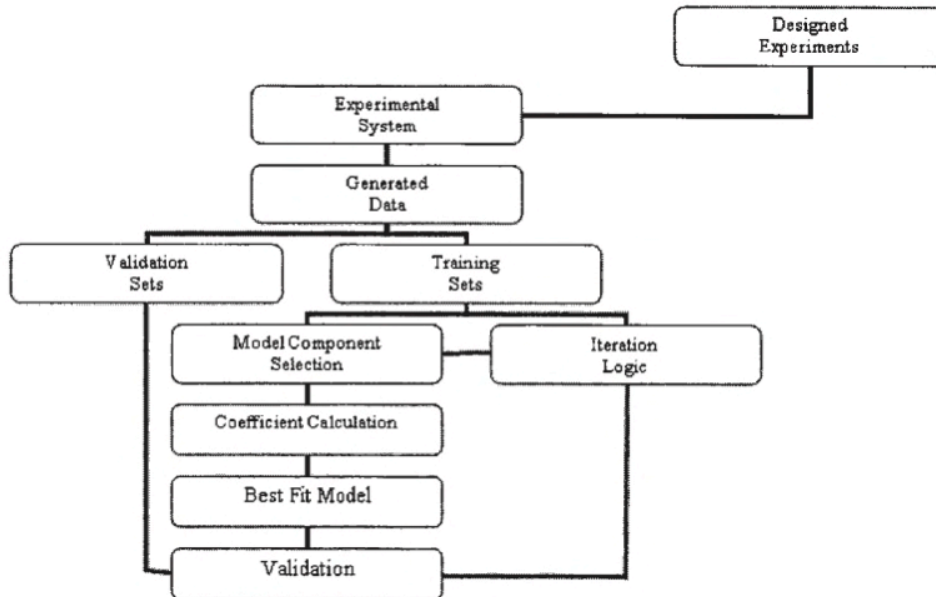 Designed
Experiments
Experimental
System
Generated
Data
Validation
Sets
Training
Sets
Model Component
Selection
Iteration
Logic
Coefficient Calculation
Best Fit Model
Validation